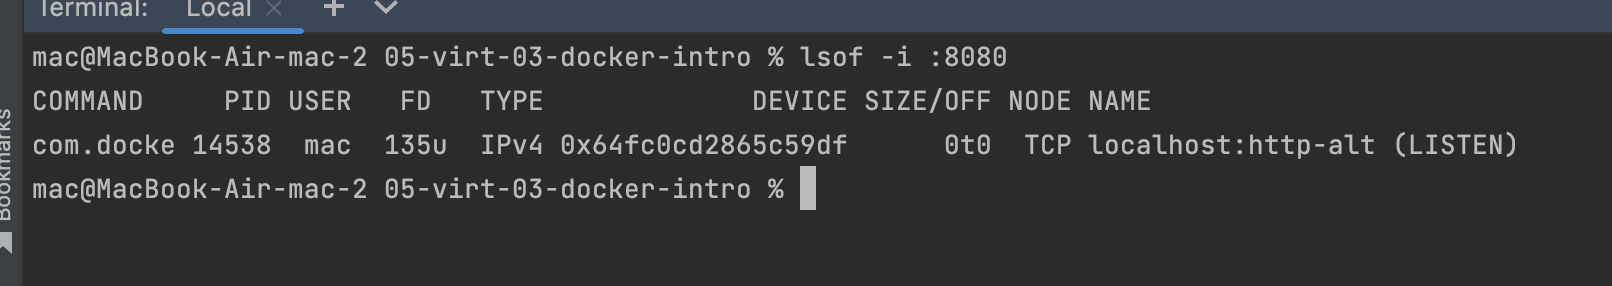 Terminal: Local × + 
mac@MacBook-Air-mac-2 05-virt-03-docker-intro % lsof -i :8080
COMMAND     PID USER   FD   TYPE             DEVICE SIZE/OFF NODE NAME
com.docke 14538  mac  135u  IPv4 0x64fc0cd2865c59df      0t0  TCP localhost:http-alt (LISTEN)
mac@MacBook-Air-mac-2 05-virt-03-docker-intro %
Bookmarks